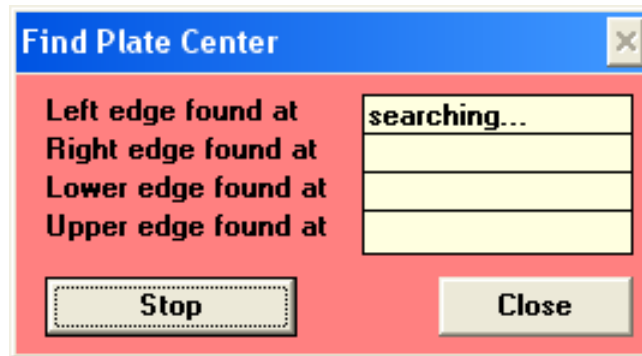 Find Plate Center
Left edge found at searching...
Right edge found at
Lower edge found at
Upper edge found at
Stop Close